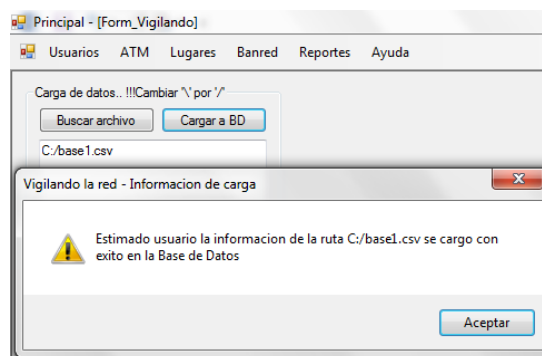 Principal - [Form_Vigilando]
Usuarios ATM Lugares Banred Reportes Ayuda
Carga de datos.. !!!Cambiar '\' por '/'
Buscar archivo Cargar a BD
C:/base1.csv
Vigilando la red - Informacion de carga
Estimado usuario la informacion de la ruta C:/base1.csv se cargo con
exito en la Base de Datos
Aceptar